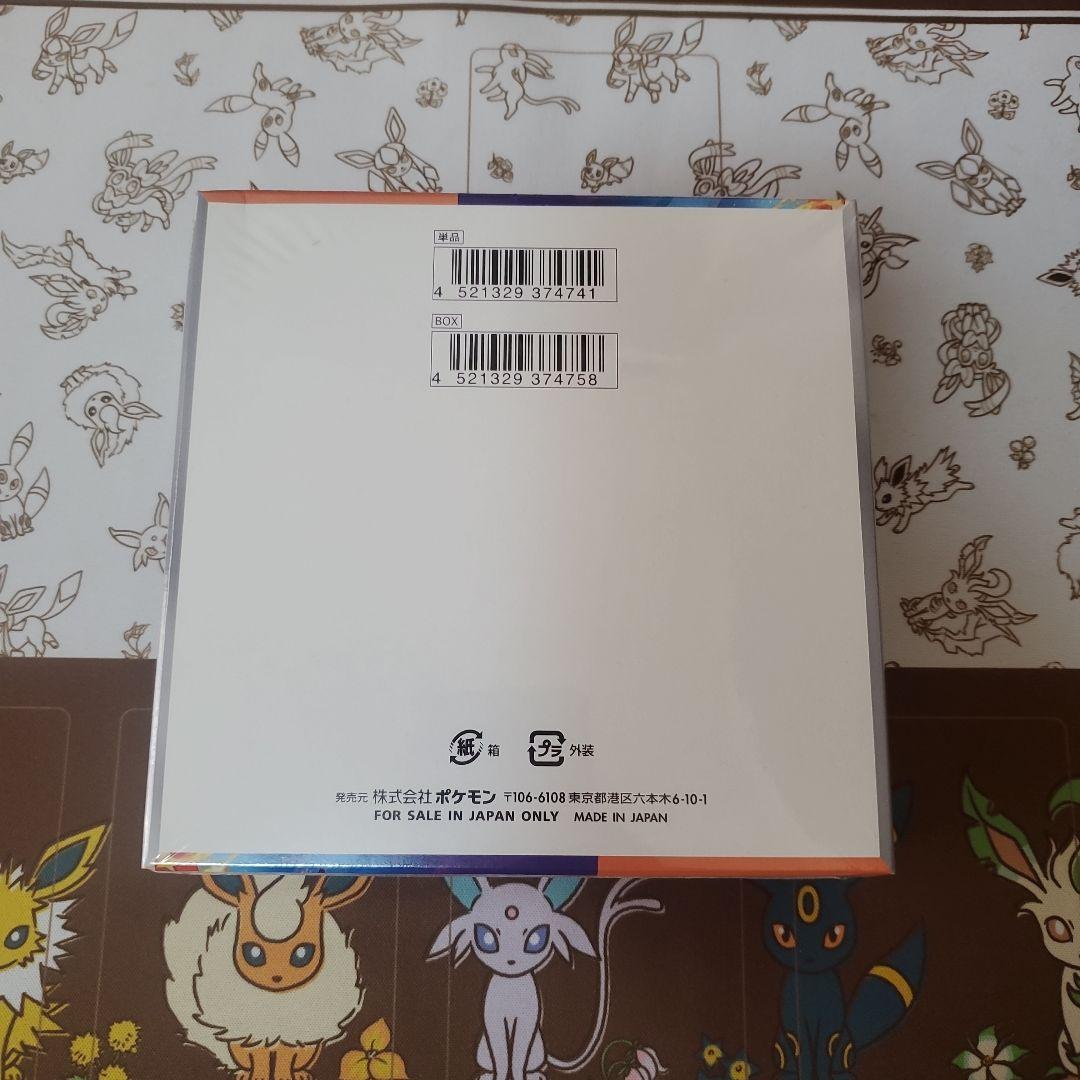 単品
4 521329 374741
BOX
4 521329 374758
紙 箱 プラ 外装
発売元 株式会社 ポケモン 〒106-6108 東京都港区六本木6-10-1
FOR SALE IN JAPAN ONLY MADE IN JAPAN